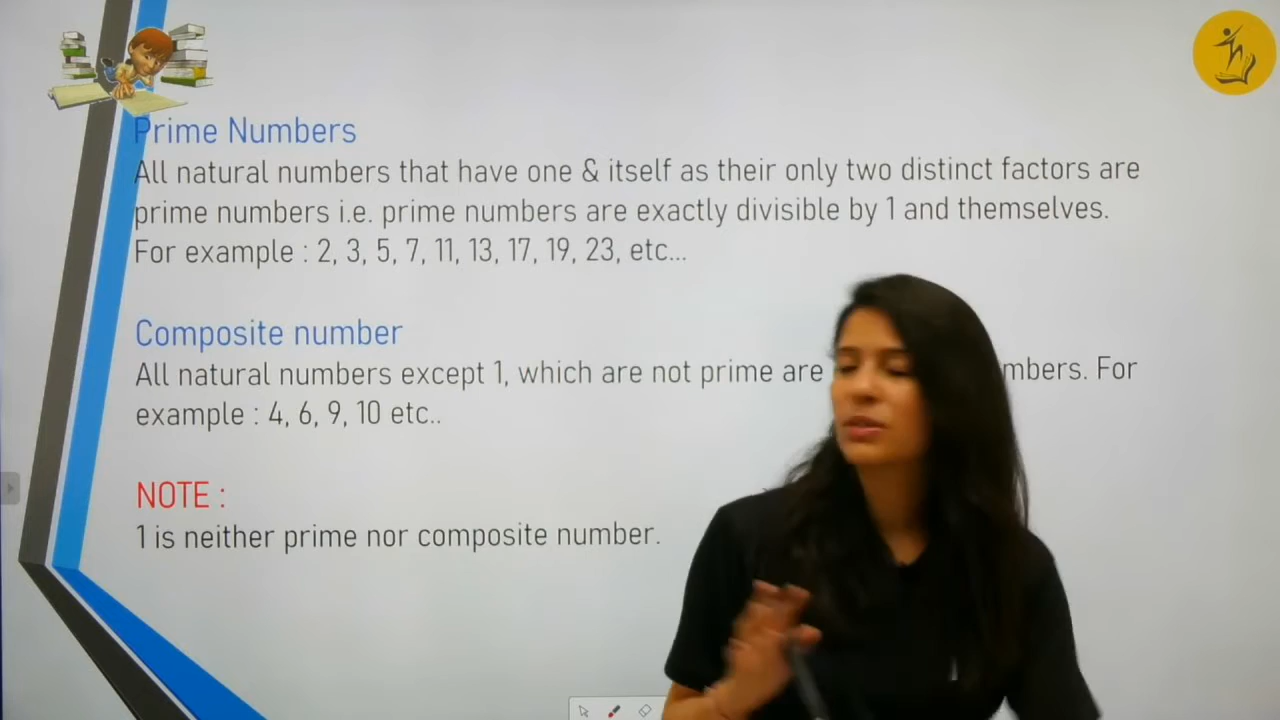 Prime Numbers
All natural numbers that have one & itself as their only two distinct factors are
prime numbers i.e. prime numbers are exactly divisible by 1 and themselves.
For example : 2, 3, 5, 7, 11, 13, 17, 19, 23, etc...
Composite number
All natural numbers except 1, which are not prime are mbers. For
example : 4, 6, 9, 10 etc..
NOTE :
1 is neither prime nor composite number.